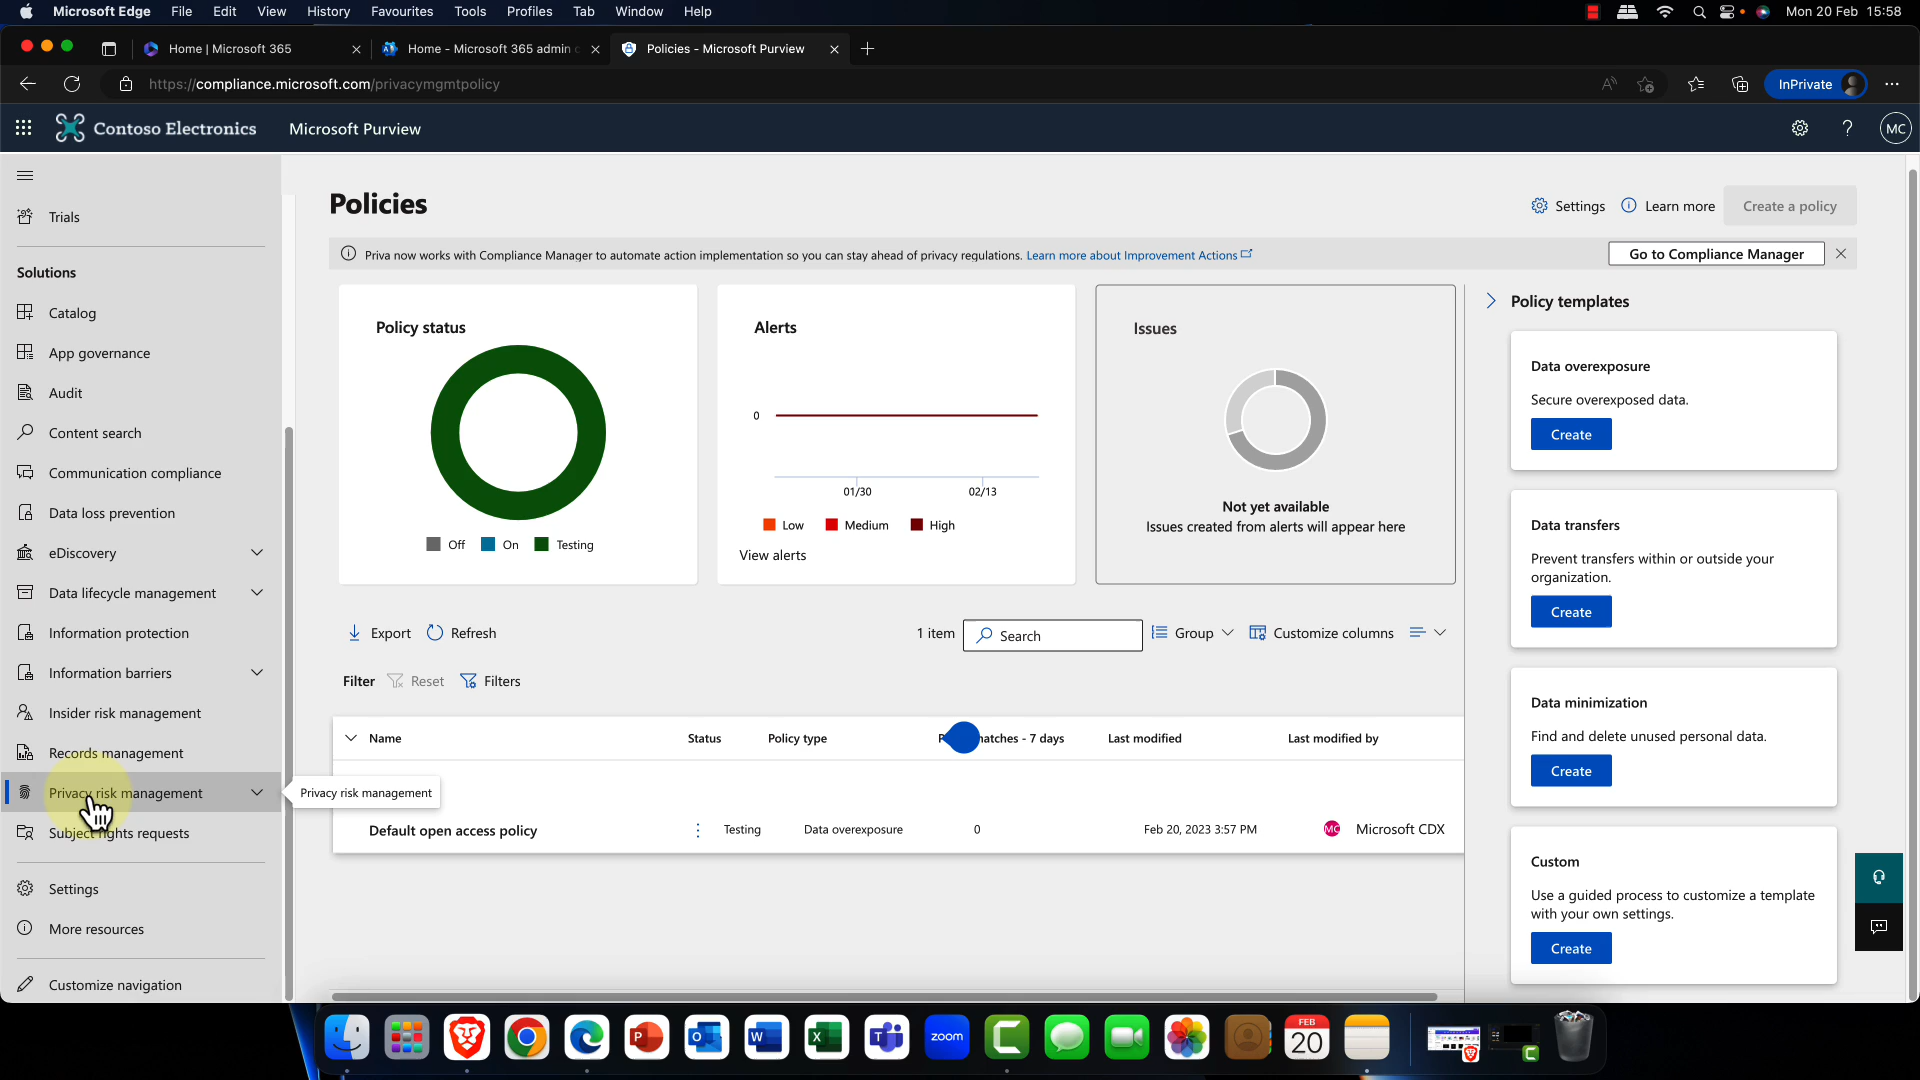 Microsoft Edge File Edit View History Favourites Tools Profiles Tab Window Help Mon 20 Feb 15:58
Home | Microsoft 365 Home - Microsoft 365 admin c Policies - Microsoft Purview
https://compliance.microsoft.com/privacymgmtpolicy InPrivate
Contoso Electronics Microsoft Purview MC
Trials
Solutions
Catalog
App governance
Audit
Content search
Communication compliance
Data loss prevention
eDiscovery
Data lifecycle management
Information protection
Information barriers
Insider risk management
Records management
Privacy risk management
Privacy risk management
Subject rights requests
Settings
More resources
Customize navigation
Policies
Settings Learn more Create a policy
Priva now works with Compliance Manager to automate action implementation so you can stay ahead of privacy regulations. Learn more about Improvement Actions Go to Compliance Manager
Policy status
Off On Testing
Alerts
0
01/30 02/13
Low Medium High
View alerts
Issues
Not yet available
Issues created from alerts will appear here
Export Refresh 1 item Search Group Customize columns
Filter Reset Filters
Name Status Policy type atches - 7 days Last modified Last modified by
Default open access policy Testing Data overexposure 0 Feb 20, 2023 3:57 PM MC Microsoft CDX
Policy templates
Data overexposure
Secure overexposed data.
Create
Data transfers
Prevent transfers within or outside your
organization.
Create
Data minimization
Find and delete unused personal data.
Create
Custom
Use a guided process to customize a template
with your own settings.
Create
zoom
FEB
20